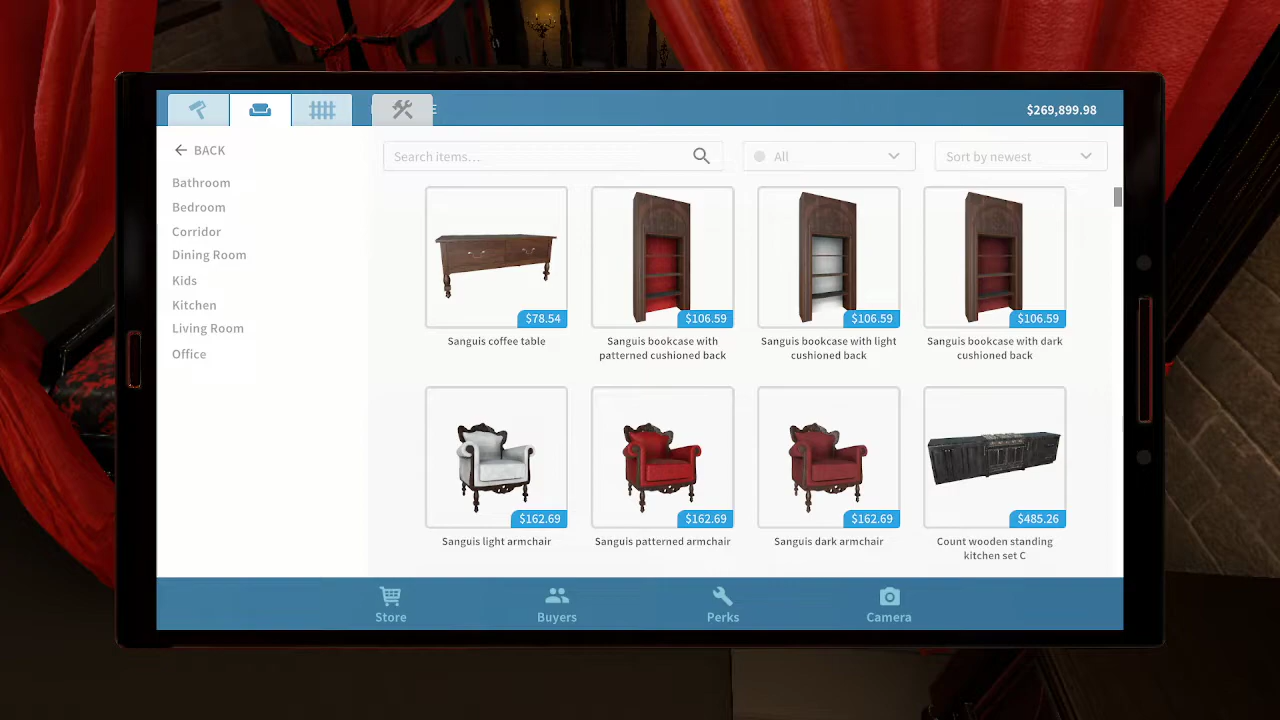 $269,899.98
BACK
Search items...
All
Sort by newest
Bathroom
Bedroom
Corridor
Dining Room
Kids
Kitchen
Living Room
Office
$78.54
$106.59
$106.59
$106.59
Sanguis coffee table
Sanguis bookcase with
patterned cushioned back
Sanguis bookcase with light
cushioned back
Sanguis bookcase with dark
cushioned back
$162.69
$162.69
$162.69
$485.26
Sanguis light armchair
Sanguis patterned armchair
Sanguis dark armchair
Count wooden standing
kitchen set C
Store
Buyers
Perks
Camera